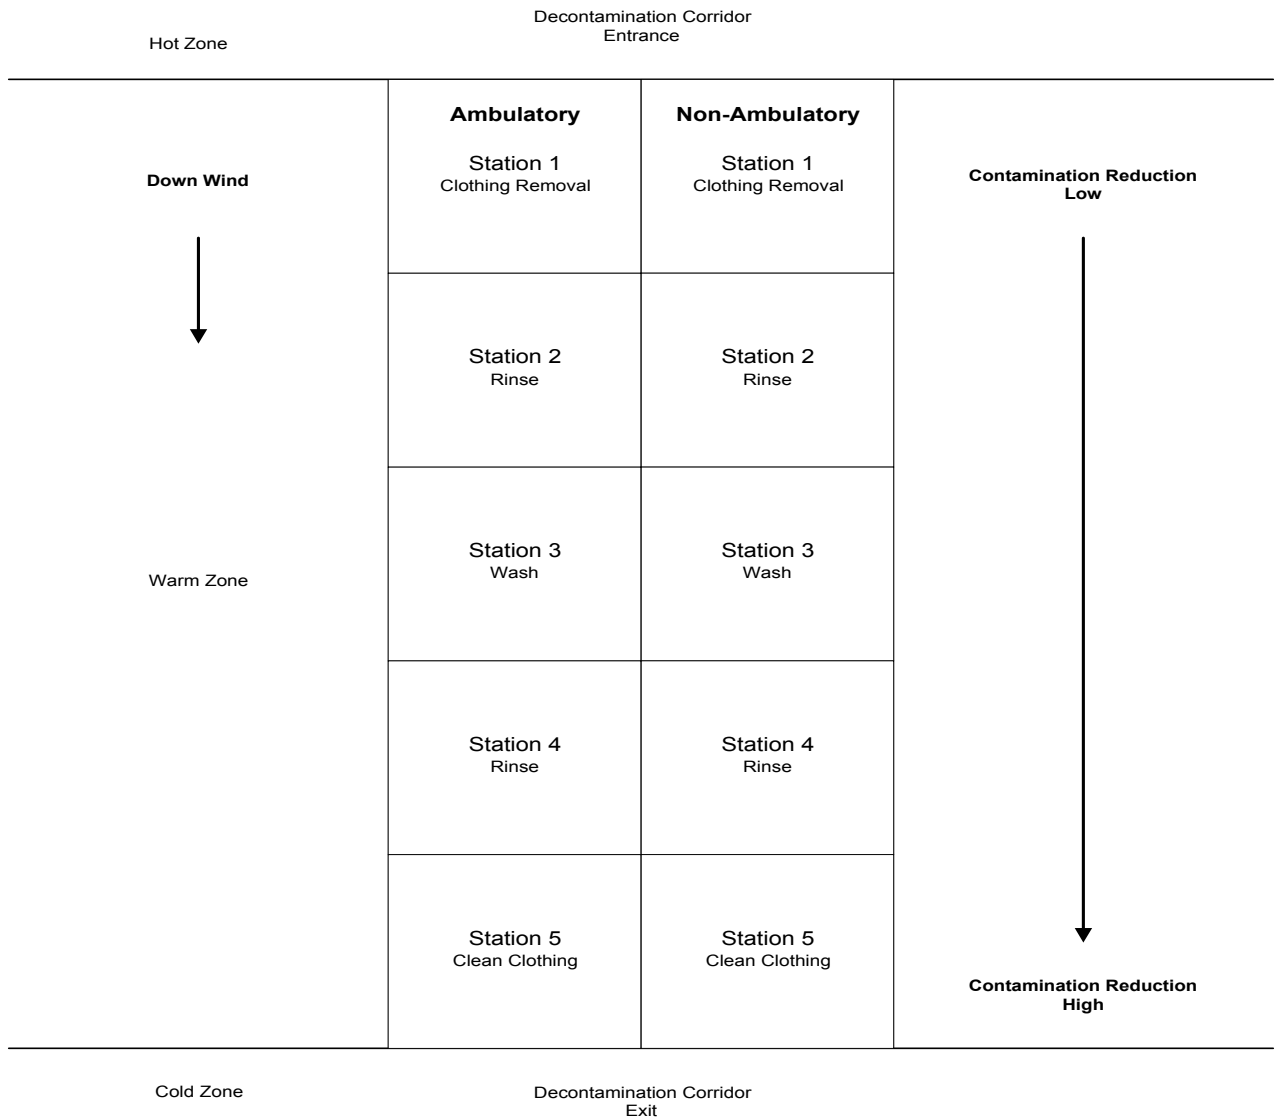 Decontamination Corridor
Entrance
Hot Zone
Ambulatory
Non-Ambulatory
Station 1
Clothing Removal
Station 1
Clothing Removal
Down Wind
Contamination Reduction
Low
Station 2
Rinse
Station 2
Rinse
Station 3
Wash
Station 3
Wash
Warm Zone
Station 4
Rinse
Station 4
Rinse
Station 5
Clean Clothing
Station 5
Clean Clothing
Contamination Reduction
High
Cold Zone
Decontamination Corridor
Exit